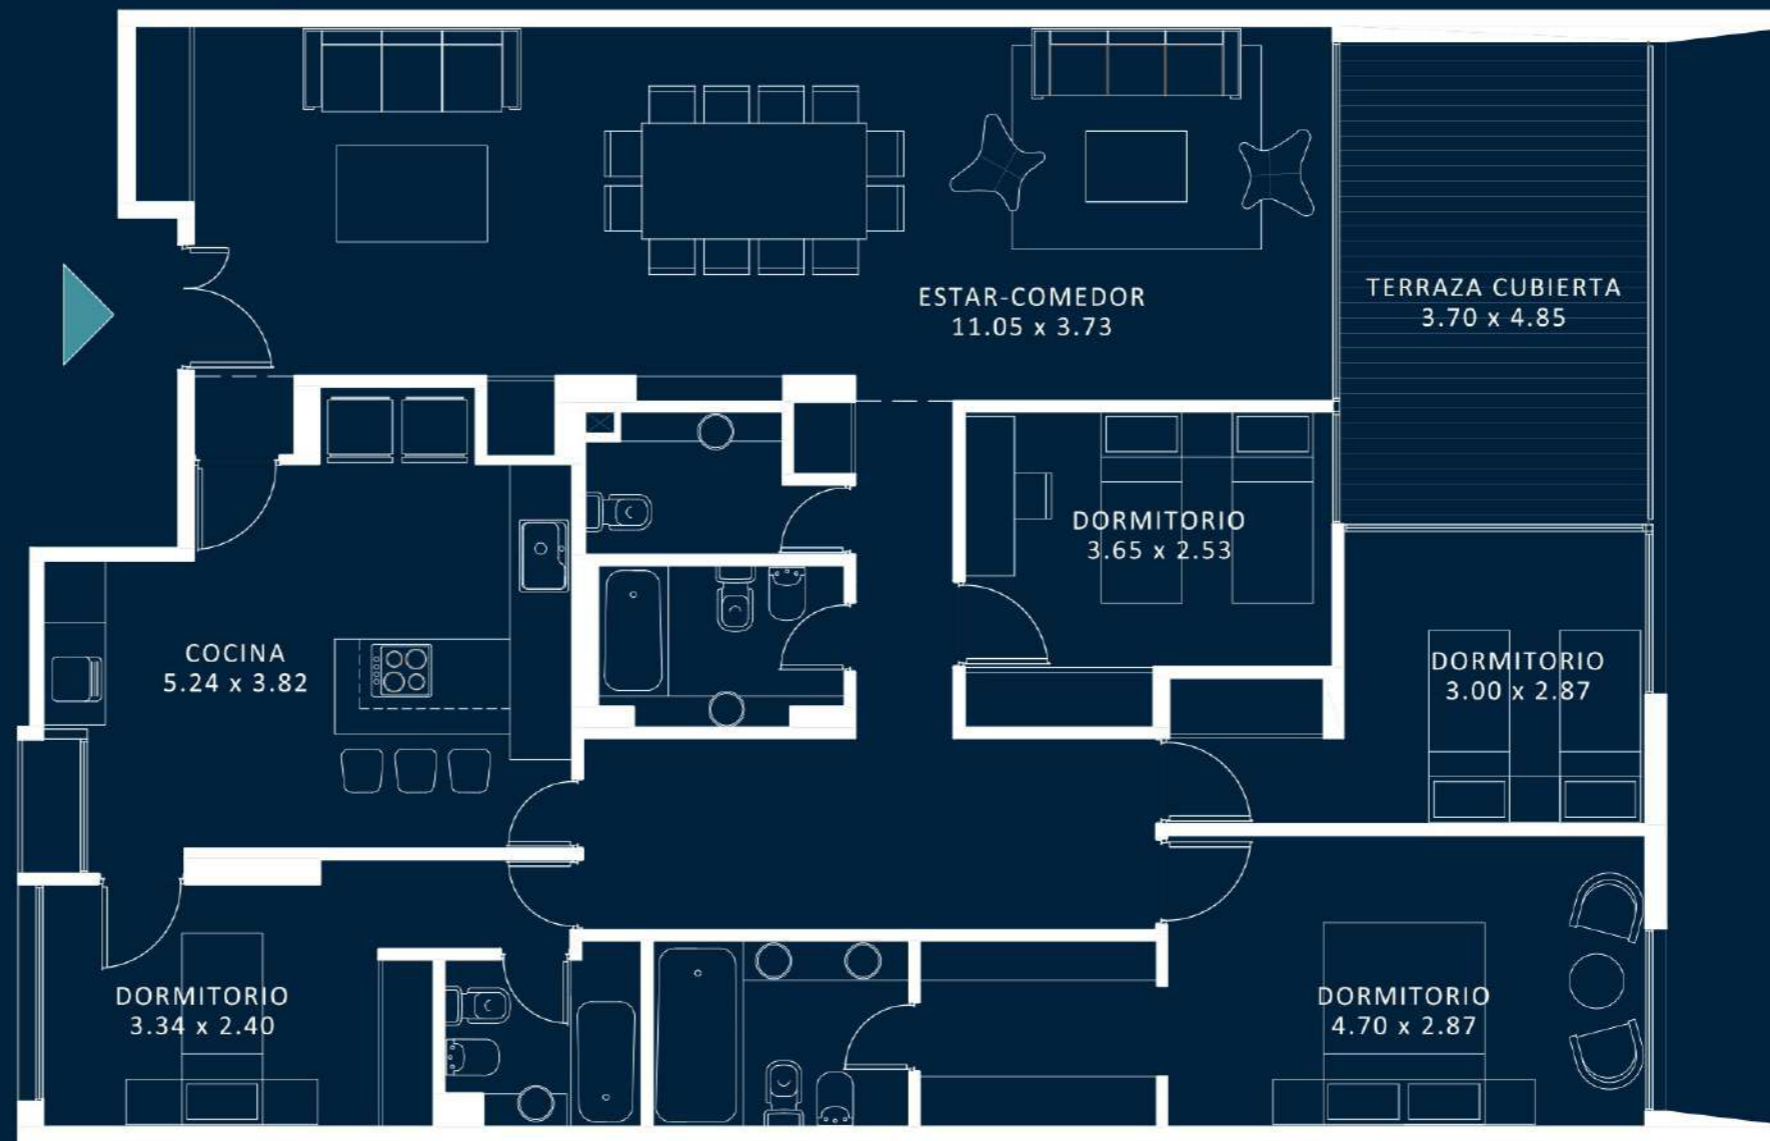 ESTAR-COMEDOR
11.05 x 3.73
TERRAZA CUBIERTA
3.70 x 4.85
DORMITORIO
3.65 x 2.53
COCINA
5.24 x 3.82
DORMITORIO
3.00 x 2.87
DORMITORIO
3.34 x 2.40
DORMITORIO
4.70 x 2.87